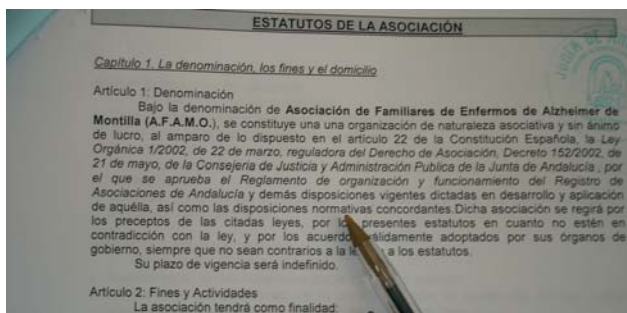 ESTATUTOS DE LA ASOCIACIÓN
Capítulo 1. La denominación, los fines y el domicilio
Artículo 1: Denominación
Bajo la denominación de Asociación de Familiares de Enfermos de Alzheimer de
Montilla (A.F.A.M.O.), se constituye una una organización de naturaleza asociativa y sin ánimo
de lucro, al amparo de lo dispuesto en el artículo 22 de la Constitución Española, la Ley
Orgánica 1/2002, de 22 de marzo, reguladora del Derecho de Asociación, Decreto 152/2002, de
21 de mayo, de la Consejería de Justicia y Administración Publica de la Junta de Andalucía , por
el que se aprueba el Reglamento de organización y funcionamiento del Registro de
Asociaciones de Andalucía y demás disposiciones vigentes dictadas en desarrollo y aplicación
de aquélla, así como las disposiciones normativas concordantes.Dicha asociación se regirá por
los preceptos de las citadas leyes, por los presentes estatutos en cuanto no estén en
contradicción con la ley, y por los acuerdos válidamente adoptados por sus órganos de
gobierno, siempre que no sean contrarios a la a los estatutos.
Su plazo de vigencia será indefinido.
Artículo 2: Fines y Actividades
La asociación tendrá como finalidad:
JUNTA DE